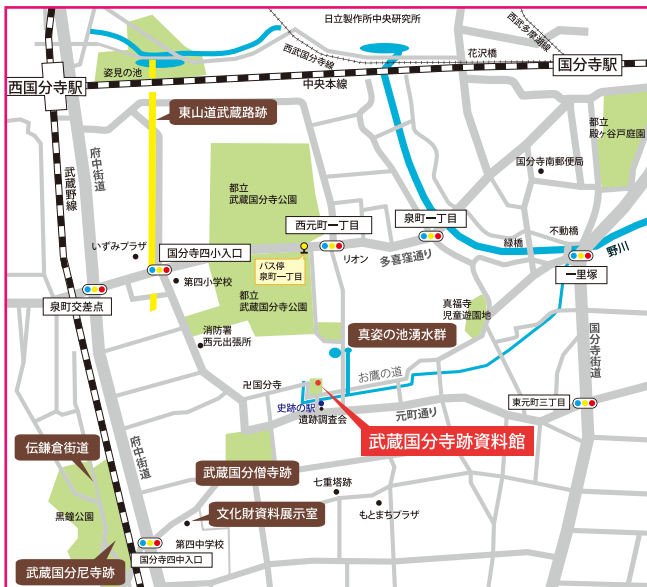 日立製作所中央研究所
西武国分寺線
西武多摩湖線
花沢橋
姿見の池
西国分寺駅
国分寺駅
中央本線
東山道武蔵路跡
都立
殿ヶ谷戸庭園
府中街道
武蔵野線
国分寺南郵便局
都立
武蔵国分寺公園
西元町一丁目
泉町一丁目
不動橋
いずみプラザ
国分寺四小入口
リオン
多喜窪通り
緑橋
野川
バス停
泉町一丁目
一里塚
第四小学校
泉町交差点
都立
武蔵国分寺公園
真福寺
児童遊園地
消防署
西元出張所
真姿の池湧水群
国分寺街道
お鷹の道
卍国分寺
史跡の駅
遺跡調査会
元町通り
東元町三丁目
武蔵国分寺跡資料館
府中街道
伝鎌倉街道
武蔵国分僧寺跡
七重塔跡
黒鐘公園
文化財資料展示室
もとまちプラザ
第四中学校
国分寺四中入口
武蔵国分尼寺跡